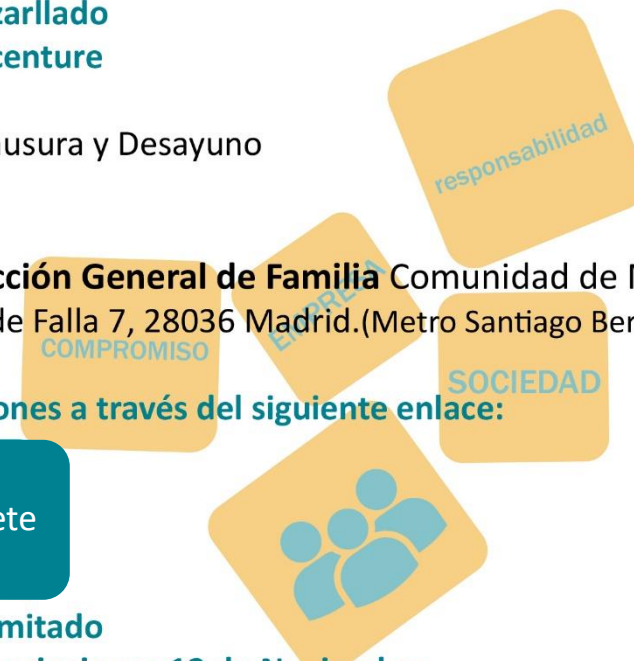 zarllado
centure
ausura y Desayuno
responsabilidad
cción General de Familia Comunidad de
de Falla 7, 28036 Madrid.(Metro Santiago Ber
EMPRESA
COMPROMISO
SOCIEDAD
ones a través del siguiente enlace:
ete
mitado